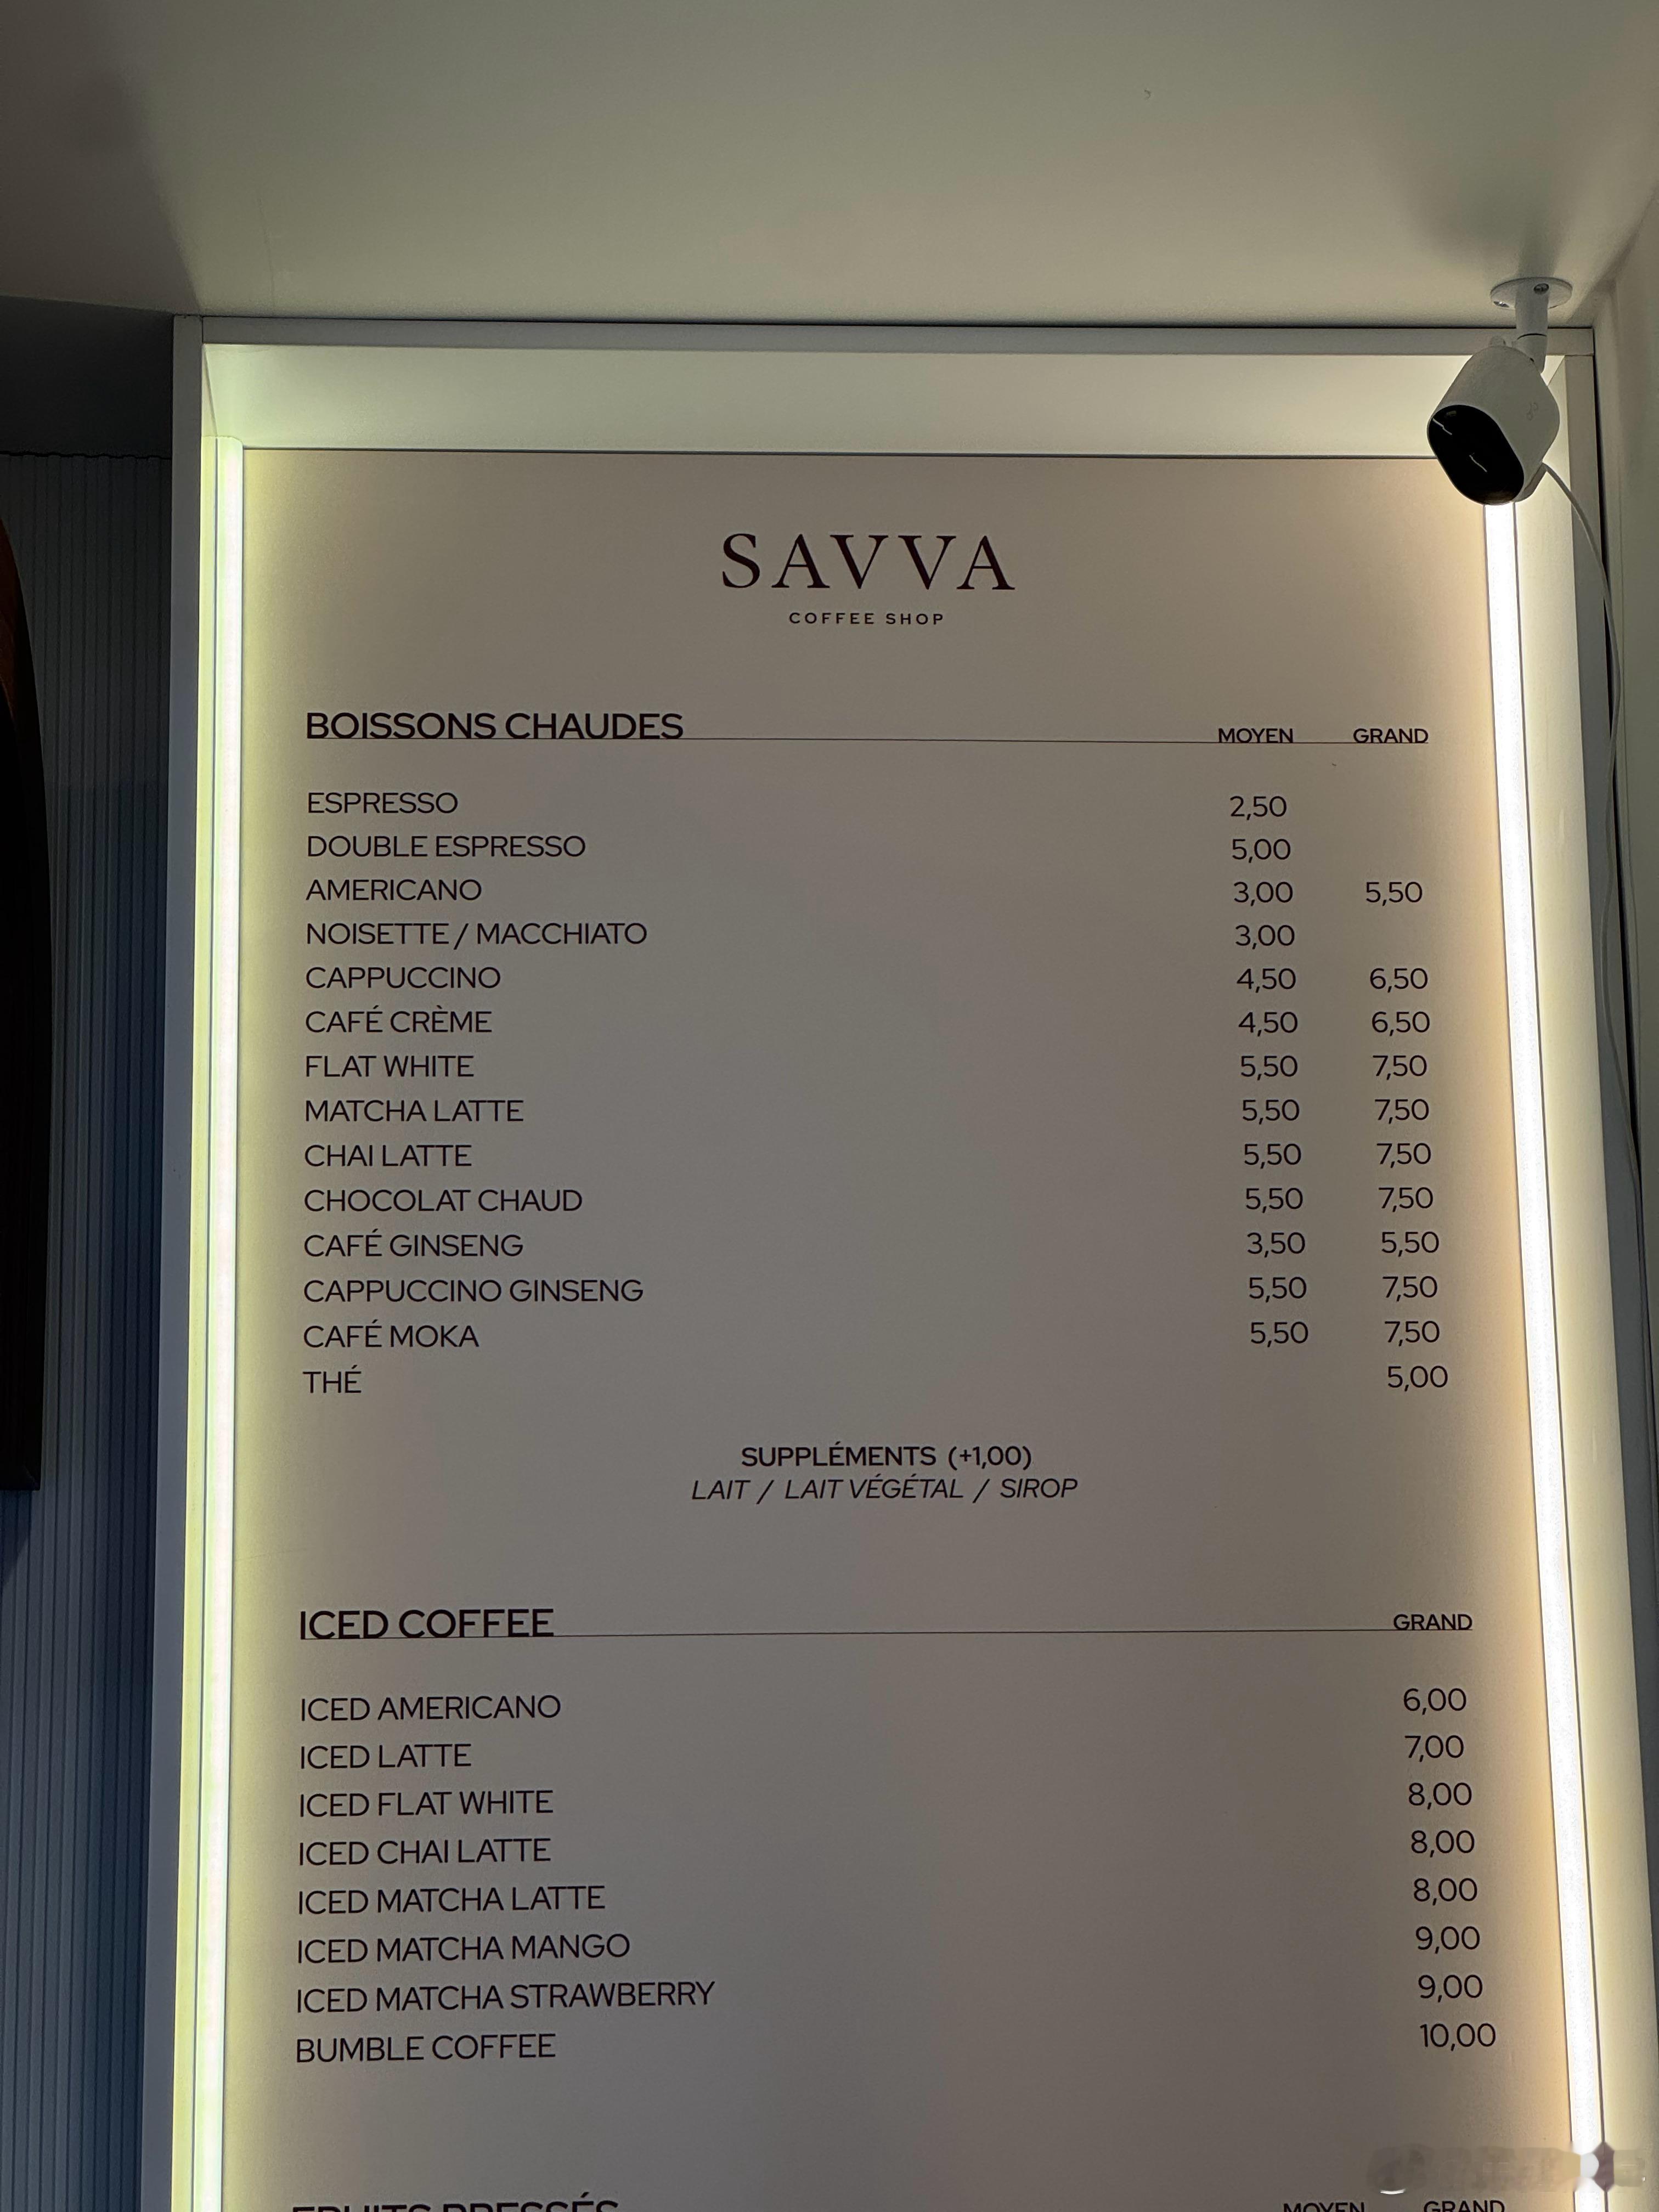 SAVVA
COFFEE SHOP
BOISSONS CHAUDES MOYEN GRAND
ESPRESSO 2,50
DOUBLE ESPRESSO 5,00
AMERICANO 3,00 5,50
NOISETTE / MACCHIATO 3,00
CAPPUCCINO 4,50 6,50
CAFÉ CRÈME 4,50 6,50
FLAT WHITE 5,50 7,50
MATCHA LATTE 5,50 7,50
CHAI LATTE 5,50 7,50
CHOCOLAT CHAUD 5,50 7,50
CAFÉ GINSENG 3,50 5,50
CAPPUCCINO GINSENG 5,50 7,50
CAFÉ MOKA 5,50 7,50
THÉ 5,00
SUPPLÉMENTS (+1,00)
LAIT / LAIT VÉGÉTAL / SIROP
ICED COFFEE GRAND
ICED AMERICANO 6,00
ICED LATTE 7,00
ICED FLAT WHITE 8,00
ICED CHAI LATTE 8,00
ICED MATCHA LATTE 8,00
ICED MATCHA MANGO 9,00
ICED MATCHA STRAWBERRY 9,00
BUMBLE COFFEE 10,00
FRUITS PRESSÉS MOYEN GRAND